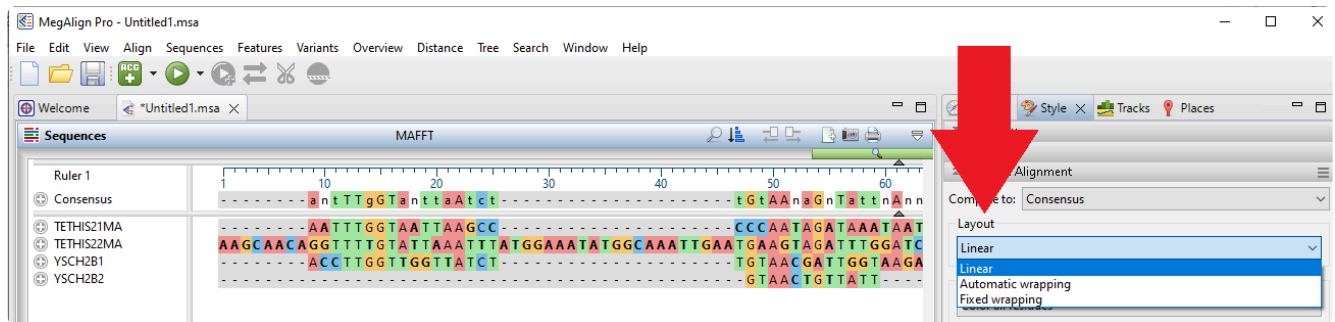 MegAlign Pro - Untitled1.msa
File Edit View Align Sequences Features Variants Overview Distance Tree Search Window Help
ACG
Welcome *Untitled1.msa Style Tracks Places
Sequences MAFFT
Alignment
Ruler 1 1 10 20 30 40 50 60
Consensus --------antTTgGTanttaAtct---------------------tGtAAnaGnTattnAnn
TETHIS21MA --------AATTTGGTAATTAAGCC---------------------CCCAATAGATAAATAAT
TETHIS22MA AAGCAACAGGTTTTGTATTAAATTTATGGAAATATGGCAAATTGAATGAAGTAGATTTGGATC
YSCH2B1 --------ACCTTGGTTGGTTATCT---------------------TGTAACGATTGGTAAGA
YSCH2B2 -----------------------------------------------GTAACTGTTATT----
to: Consensus
Layout
Linear
Linear
Automatic wrapping
Fixed wrapping